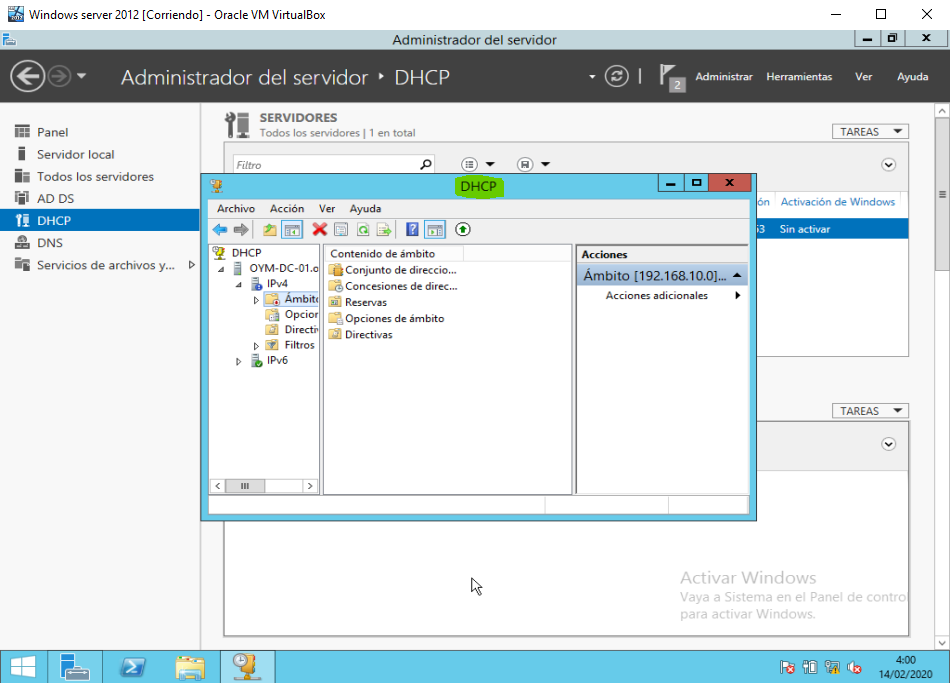 Windows server 2012 [Corriendo] - Oracle VM VirtualBox
Administrador del servidor
Administrador del servidor ‣ DHCP
2
Administrar
Herramientas
Ver
Ayuda
Panel
Servidor local
Todos los servidores
AD DS
DHCP
DNS
Servicios de archivos y...
SERVIDORES
Todos los servidores | 1 en total
TAREAS
Filtro
ón
Activación de Windows
53
Sin activar
DHCP
Archivo
Acción
Ver
Ayuda
DHCP
OYM-DC-01.o
IPv4
Ámbito
Opcion
Directiv
Filtros
IPv6
Contenido de ámbito
Conjunto de direccio...
Concesiones de direc...
Reservas
Opciones de ámbito
Directivas
Acciones
Ámbito [192.168.10.0]...
Acciones adicionales
TAREAS
Activar Windows
Vaya a Sistema en el Panel de contro
para activar Windows.
4:00
14/02/2020